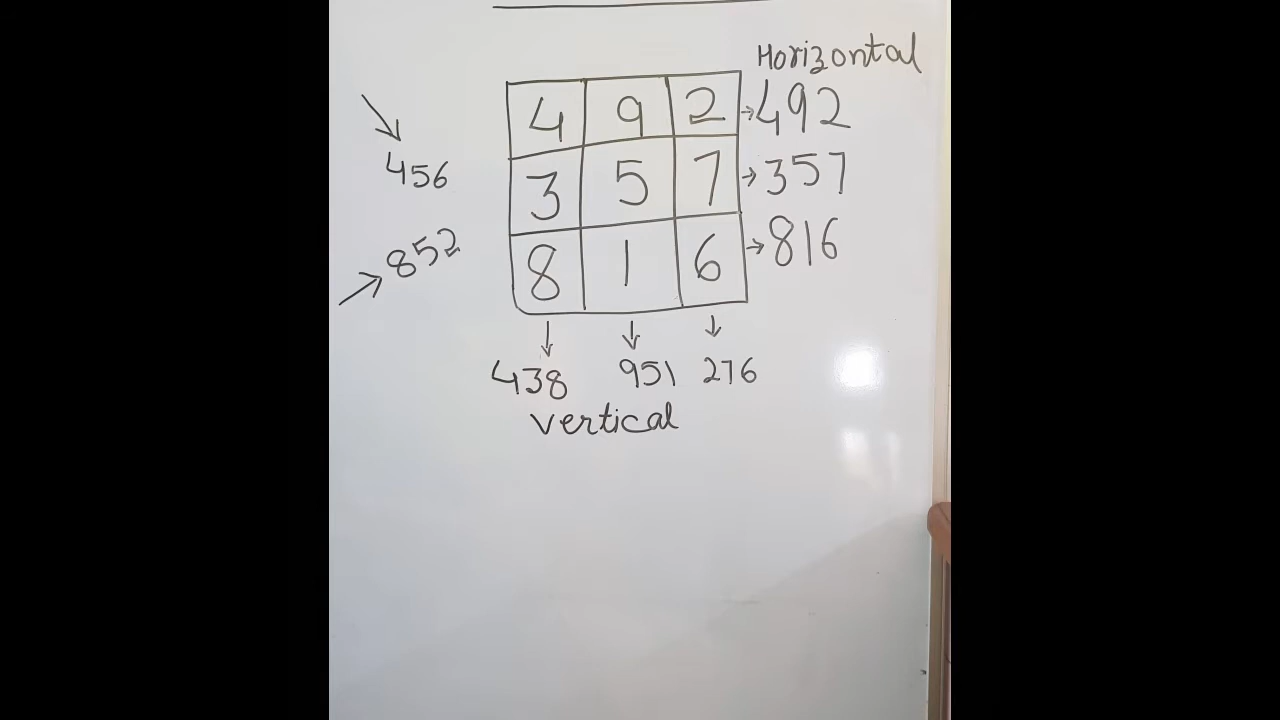 Horizontal
4 9 2 → 492
3 5 7 → 357
8 1 6 → 816
456
852
438 951 276
Vertical